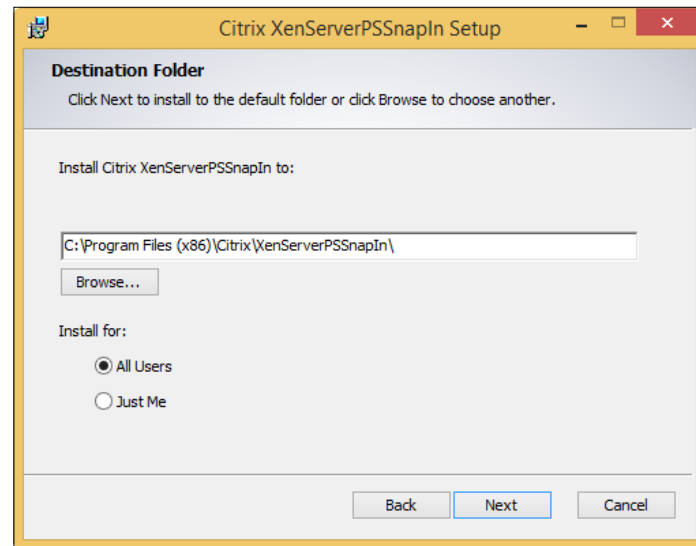 Citrix XenServerPSSnapIn Setup
Destination Folder
Click Next to install to the default folder or click Browse to choose another.
Install Citrix XenServerPSSnapIn to:
C:\Program Files (x86)\Citrix\XenServerPSSnapIn\
Browse...
Install for:
All Users
Just Me
Back Next Cancel